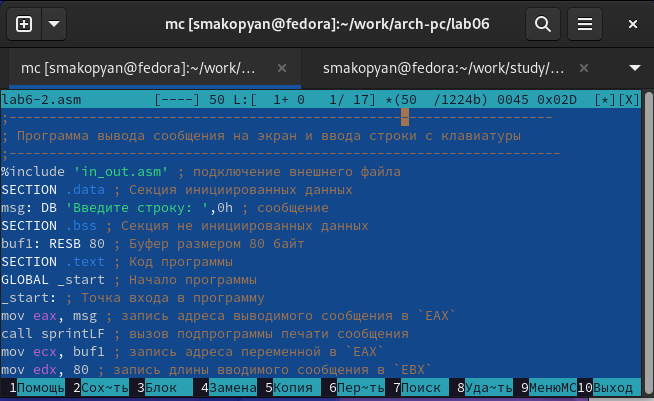 mc [smakopyan@fedora]:~/work/arch-pc/lab06
mc [smakopyan@fedora]:~/work/... × smakopyan@fedora:~/work/study/... ×
lab6-2.asm [----] 50 L:[ 1+ 0 1/ 17] *(50 /1224b) 0045 0x02D [*][X]
;---------------------------------------------------------------------
; Программа вывода сообщения на экран и ввода строки с клавиатуры
;----------------------------------------------------------------------
%include 'in_out.asm' ; подключение внешнего файла
SECTION .data ; Секция инициированных данных
msg: DB 'Введите строку: ',0h ; сообщение
SECTION .bss ; Секция не инициированных данных
buf1: RESB 80 ; Буфер размером 80 байт
SECTION .text ; Код программы
GLOBAL _start ; Начало программы
_start: ; Точка входа в программу
mov eax, msg ; запись адреса выводимого сообщения в `EAX`
call sprintLF ; вызов подпрограммы печати сообщения
mov ecx, buf1 ; запись адреса переменной в `EAX`
mov edx, 80 ; запись длины вводимого сообщения в `EBX`
1Помощь 2Сох~ть 3Блок 4Замена 5Копия 6Пер~ть 7Поиск 8Уда~ть 9МенюMC 10Выход